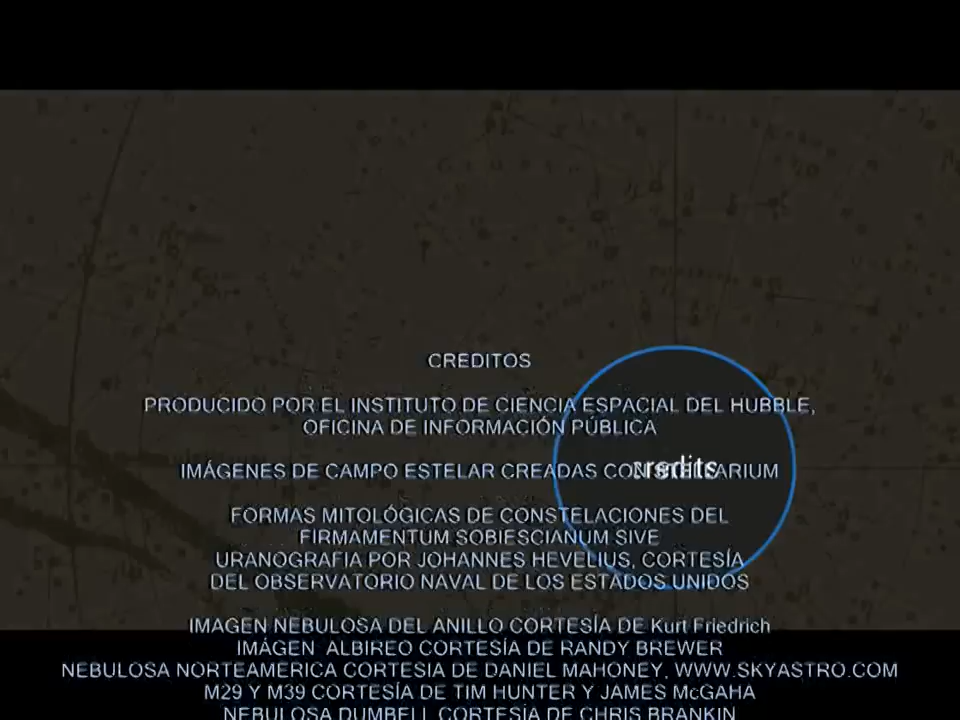 CREDITOS
PRODUCIDO POR EL INSTITUTO DE CIENCIA ESPACIAL DEL HUBBLE,
OFICINA DE INFORMACIÓN PÚBLICA
IMÁGENES DE CAMPO ESTELAR CREADAS CON
credits
FORMAS MITOLÓGICAS DE CONSTELACIONES DEL
FIRMAMENTUM SOBIESCIANUM SIVE
URANOGRAFIA POR JOHANNES HEVELIUS, CORTESÍA
DEL OBSERVATORIO NAVAL DE LOS ESTADOS UNIDOS
IMAGEN NEBULOSA DEL ANILLO CORTESÍA DE Kurt Friedrich
IMÁGEN ALBIREO CORTESÍA DE RANDY BREWER
NEBULOSA NORTEAMERICA CORTESIA DE DANIEL MAHONEY, WWW.SKYASTRO.COM
M29 Y M39 CORTESÍA DE TIM HUNTER Y JAMES McGAHA
NEBULOSA DUMBELL CORTESÍA DE CHRIS BRANKIN